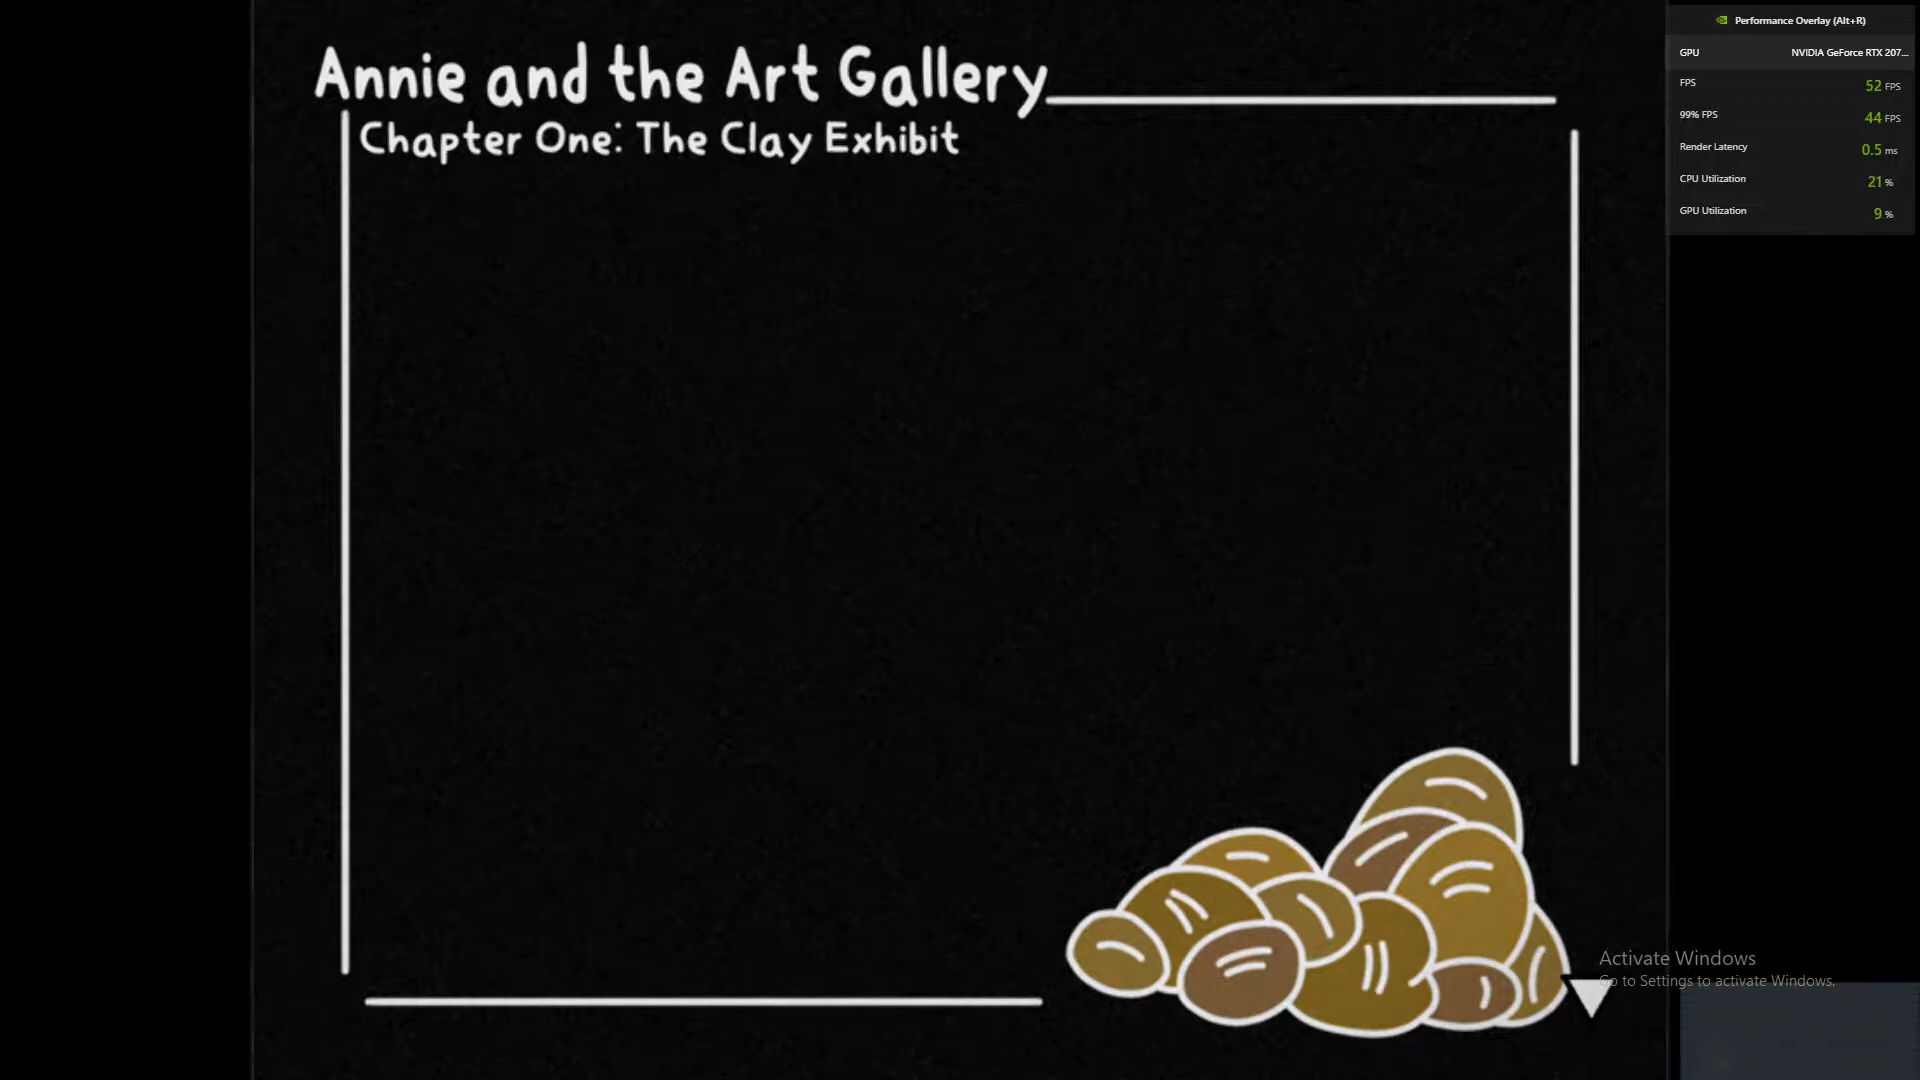 Annie and the Art Gallery
Chapter One: The Clay Exhibit
Performance Overlay (Alt+R)
GPU NVIDIA GeForce RTX 207...
FPS 52 FPS
99% FPS 44 FPS
Render Latency 0.5 ms
CPU Utilization 21 %
GPU Utilization 9 %
Activate Windows
Go to Settings to activate Windows.